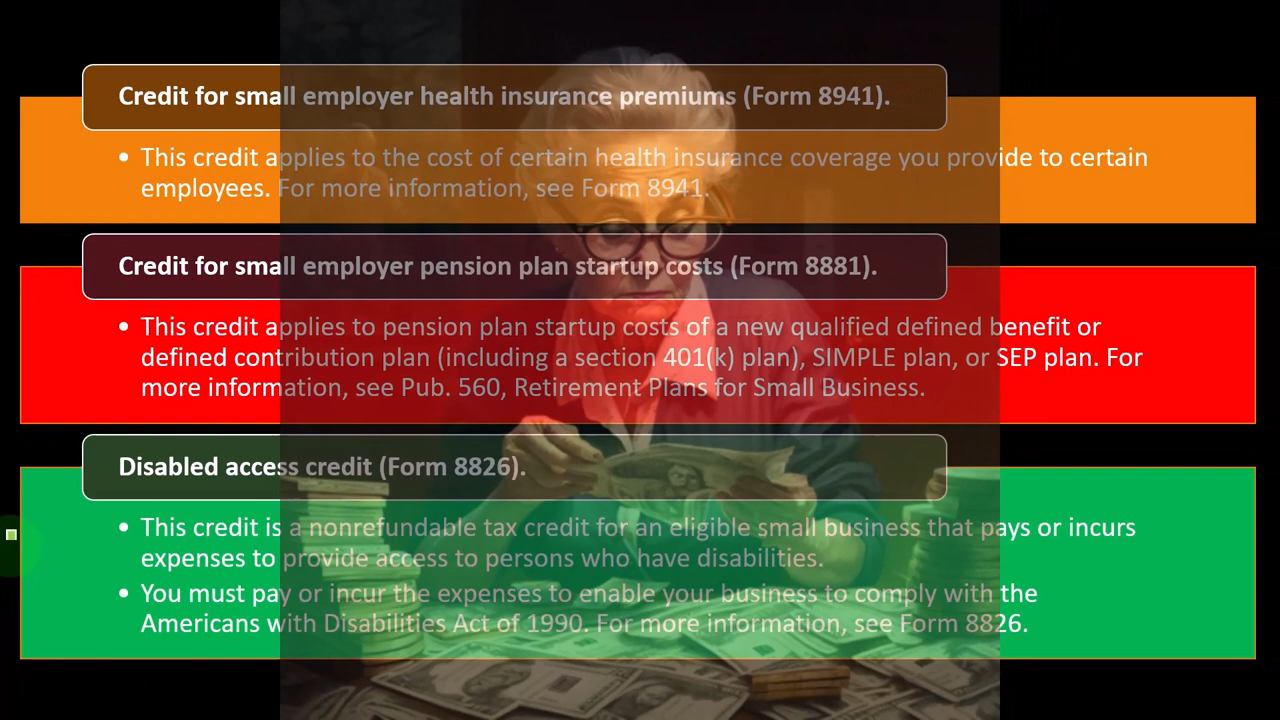 Credit for small employer health insurance premiums (Form 8941).
• This credit applies to the cost of certain health insurance coverage you provide to certain
employees. For more information, see Form 8941.
Credit for small employer pension plan startup costs (Form 8881).
• This credit applies to pension plan startup costs of a new qualified defined benefit or
defined contribution plan (including a section 401(k) plan), SIMPLE plan, or SEP plan. For
more information, see Pub. 560, Retirement Plans for Small Business.
Disabled access credit (Form 8826).
• This credit is a nonrefundable tax credit for an eligible small business that pays or incurs
expenses to provide access to persons who have disabilities.
• You must pay or incur the expenses to enable your business to comply with the
Americans with Disabilities Act of 1990. For more information, see Form 8826.